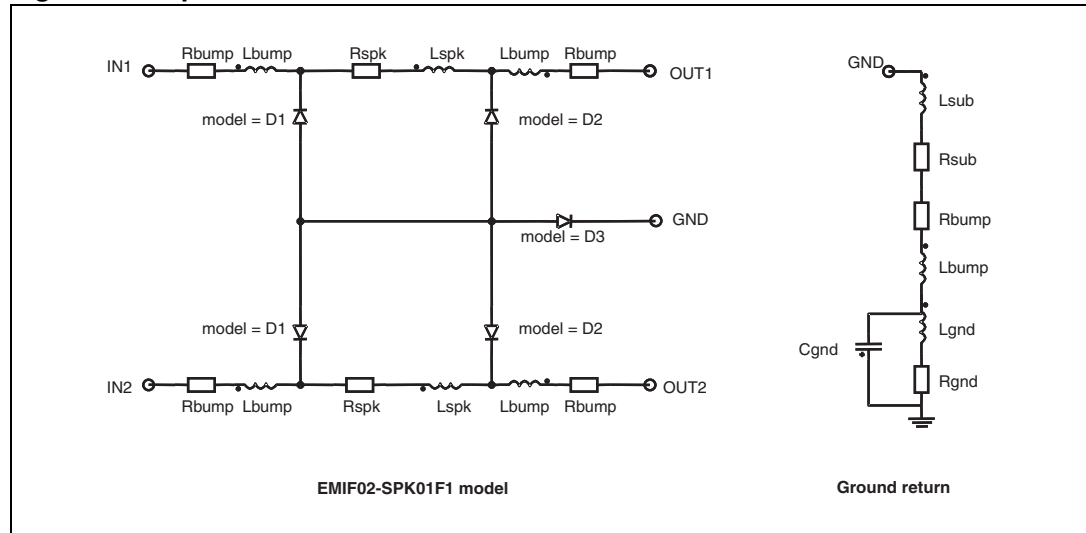 Rbump Lbump Rspk Lspk Lbump Rbump
IN1 OUT1
model = D1 model = D2
GND
model = D3
model = D1 model = D2
IN2 OUT2
Rbump Lbump Rspk Lspk Lbump Rbump
EMIF02-SPK01F1 model
GND
Lsub
Rsub
Rbump
Lbump
Lgnd
Cgnd
Rgnd
Ground return